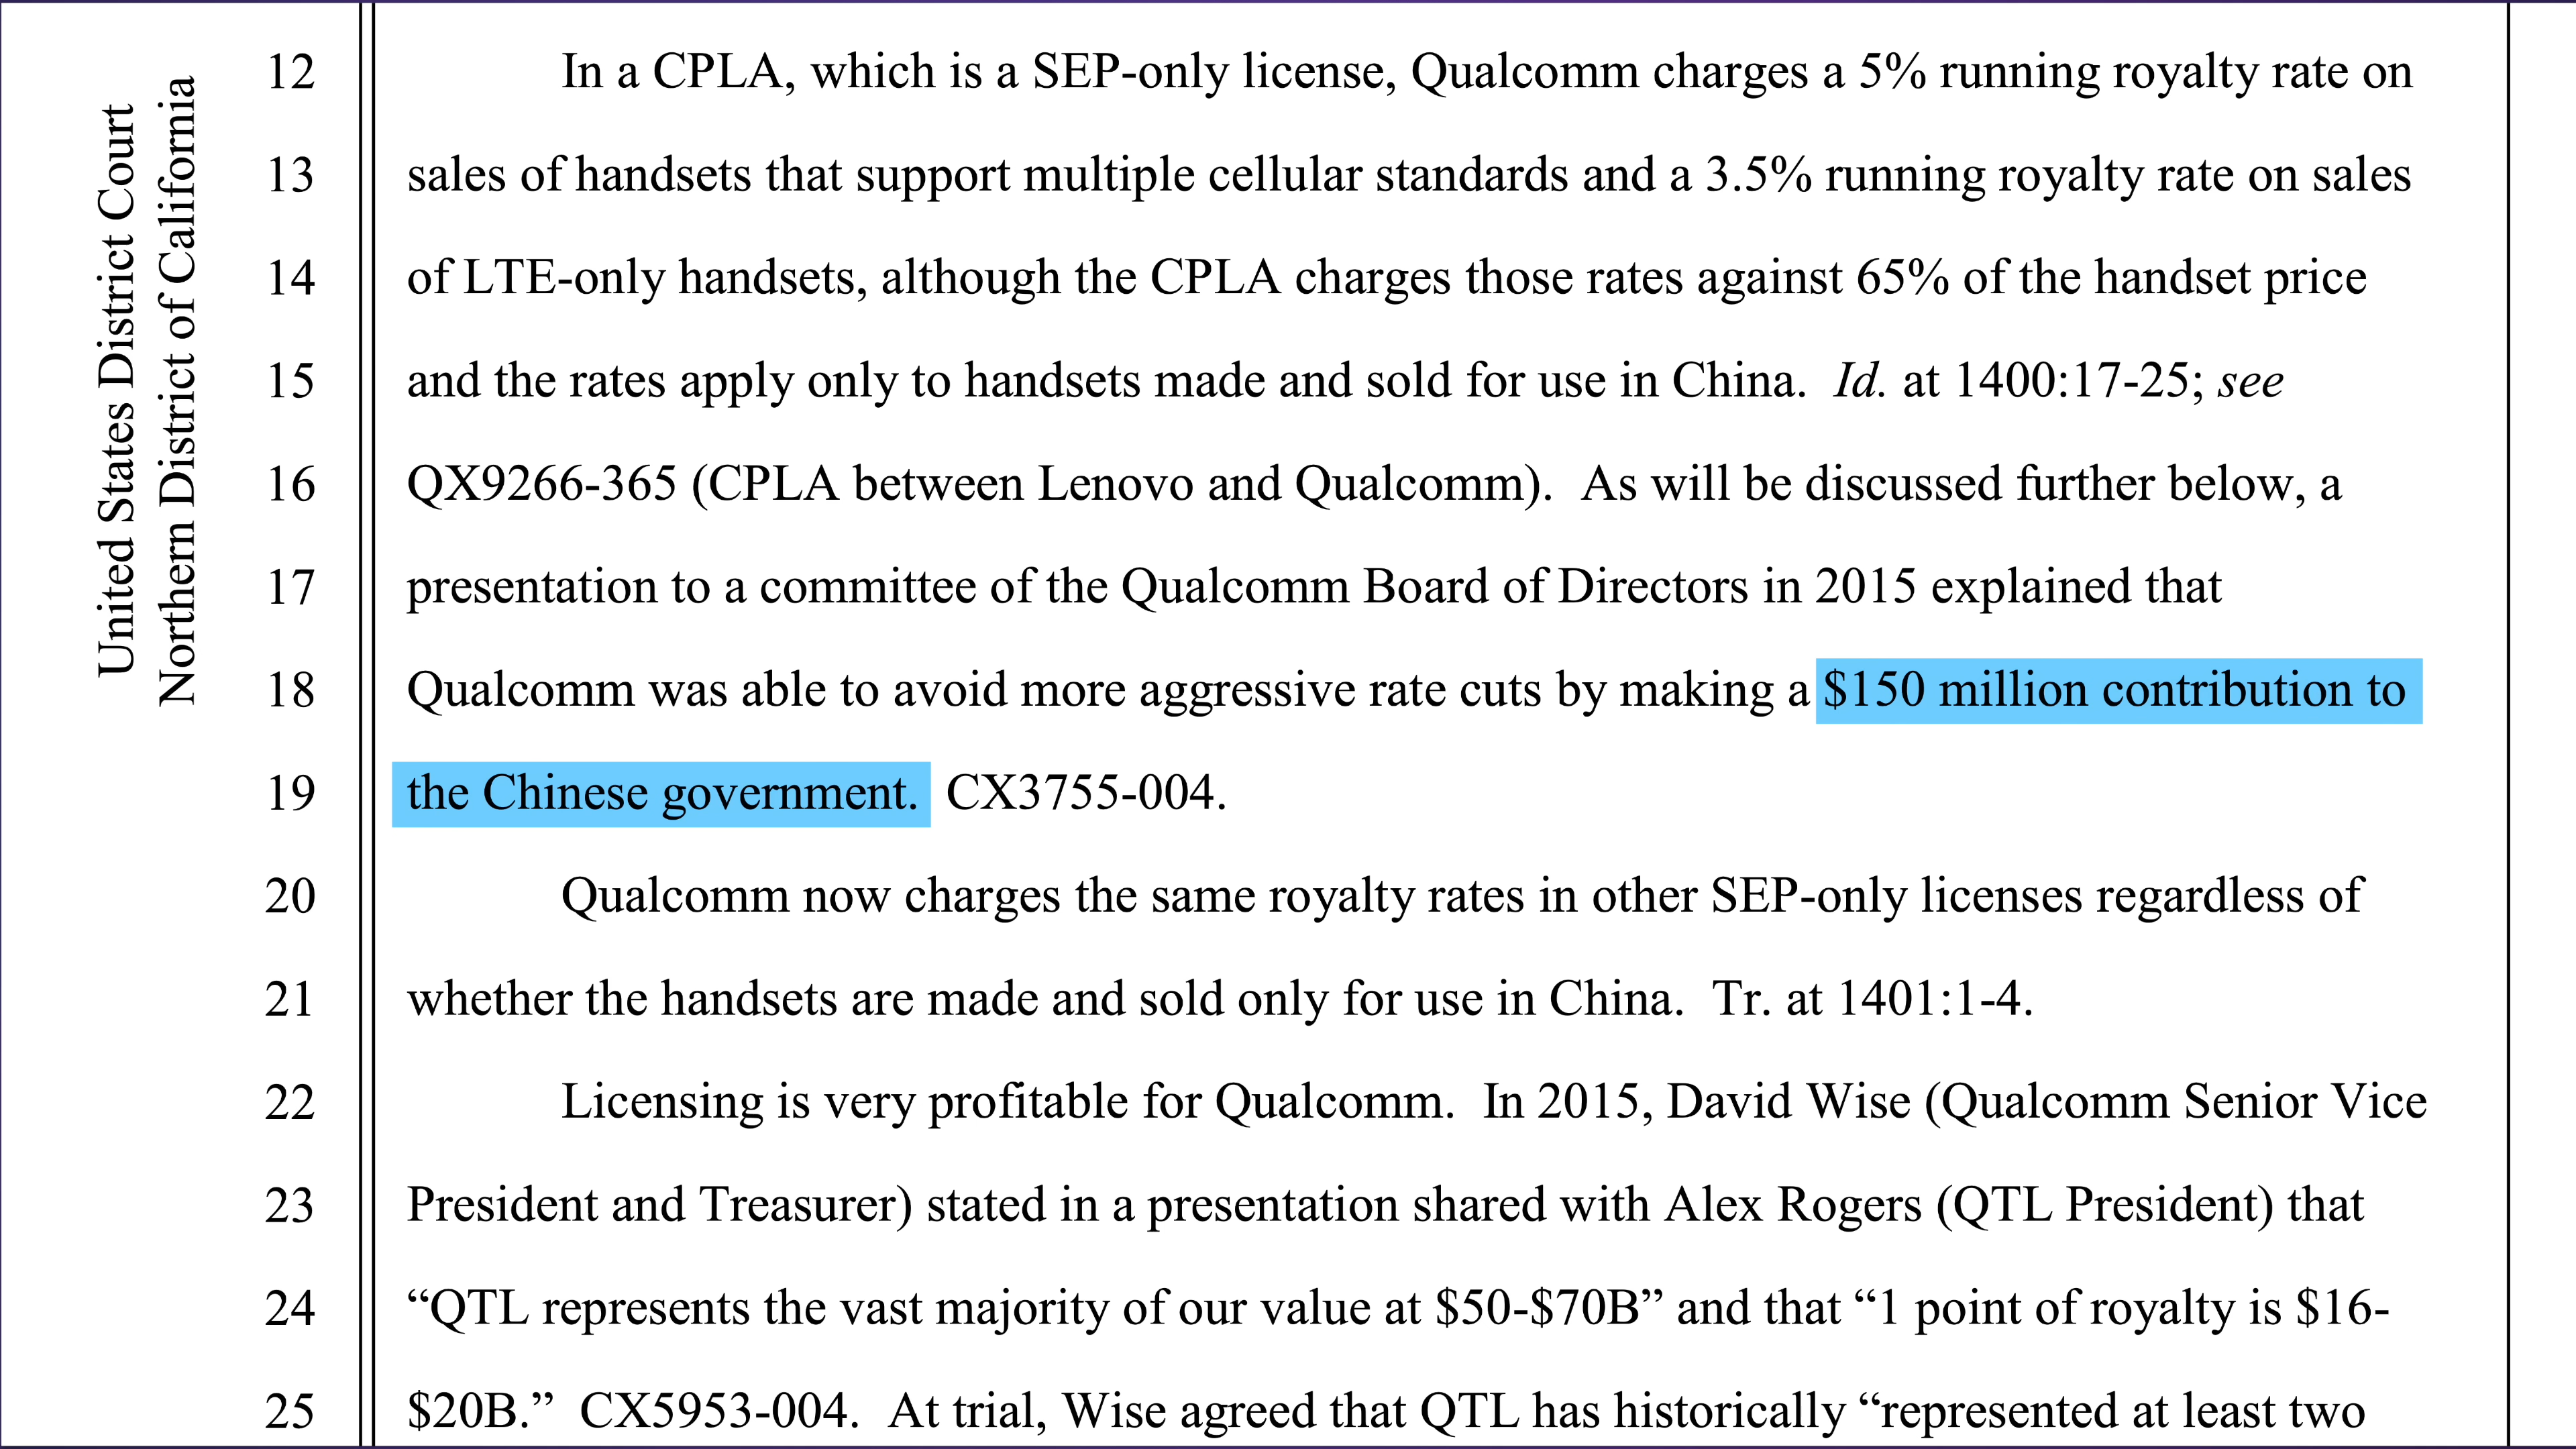 United States District Court
Northern District of California
12 In a CPLA, which is a SEP-only license, Qualcomm charges a 5% running royalty rate on
13 sales of handsets that support multiple cellular standards and a 3.5% running royalty rate on sales
14 of LTE-only handsets, although the CPLA charges those rates against 65% of the handset price
15 and the rates apply only to handsets made and sold for use in China. Id. at 1400:17-25; see
16 QX9266-365 (CPLA between Lenovo and Qualcomm). As will be discussed further below, a
17 presentation to a committee of the Qualcomm Board of Directors in 2015 explained that
18 Qualcomm was able to avoid more aggressive rate cuts by making a $150 million contribution to
19 the Chinese government. CX3755-004.
20 Qualcomm now charges the same royalty rates in other SEP-only licenses regardless of
21 whether the handsets are made and sold only for use in China. Tr. at 1401:1-4.
22 Licensing is very profitable for Qualcomm. In 2015, David Wise (Qualcomm Senior Vice
23 President and Treasurer) stated in a presentation shared with Alex Rogers (QTL President) that
24 “QTL represents the vast majority of our value at $50-$70B” and that “1 point of royalty is $16-
25 $20B.” CX5953-004. At trial, Wise agreed that QTL has historically “represented at least two